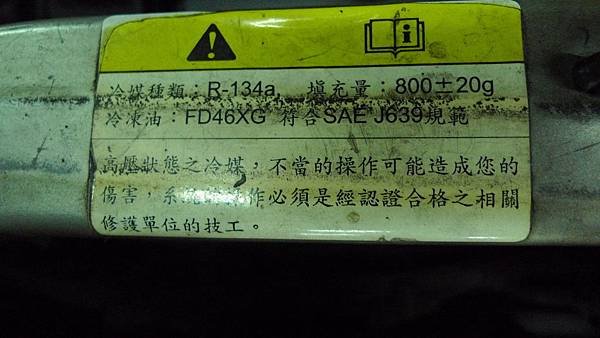 冷媒種類：R-134a, 填充量：800±20g
冷凍油：FD46XG 符合SAE J639規範
高壓狀態之冷媒，不當的操作可能造成您的
傷害，系 作必須是經認證合格之相關
修護單位的技工。